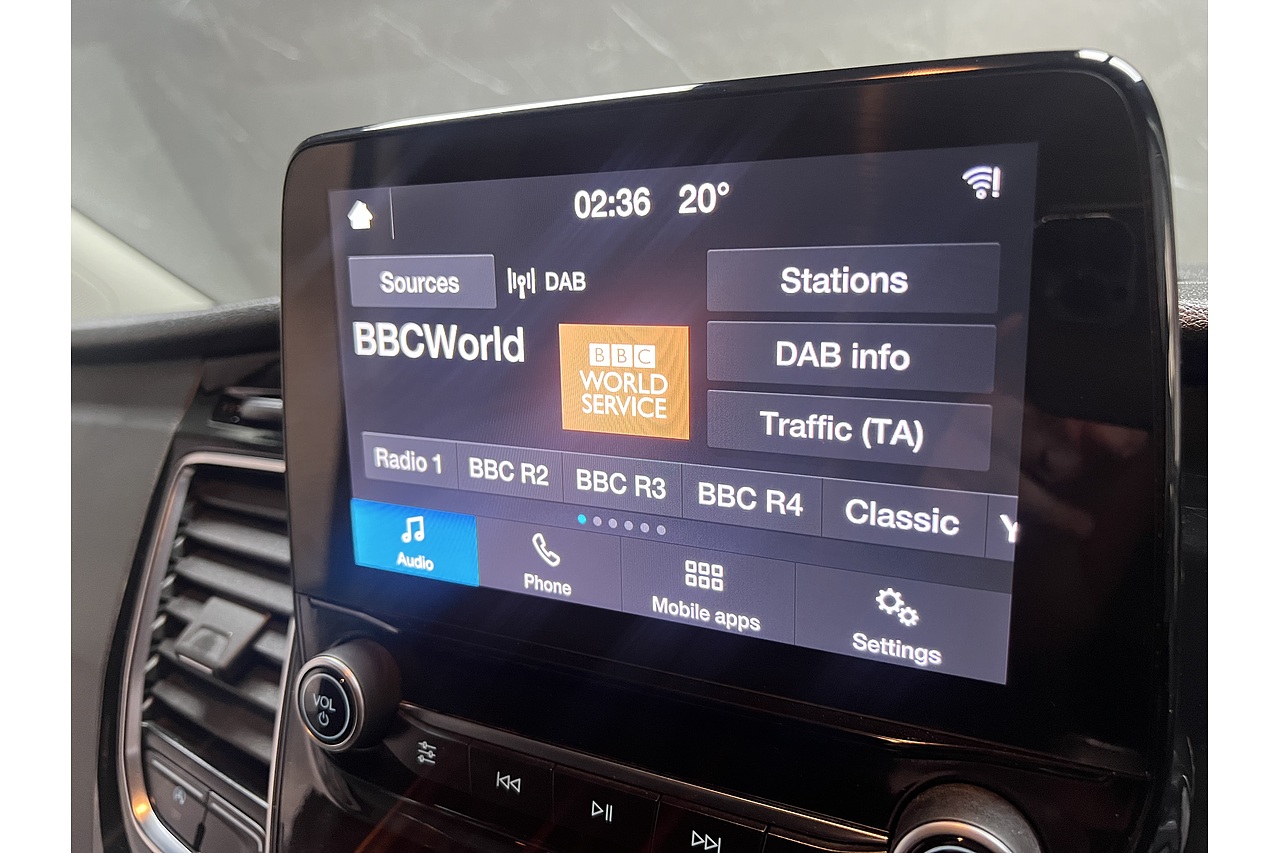 02:36 20°
Sources DAB Stations
BBCWorld
BBC
WORLD
SERVICE
DAB info
Traffic (TA)
Radio 1 BBC R2 BBC R3 BBC R4 Classic Y
Audio Phone Mobile apps Settings
VOL